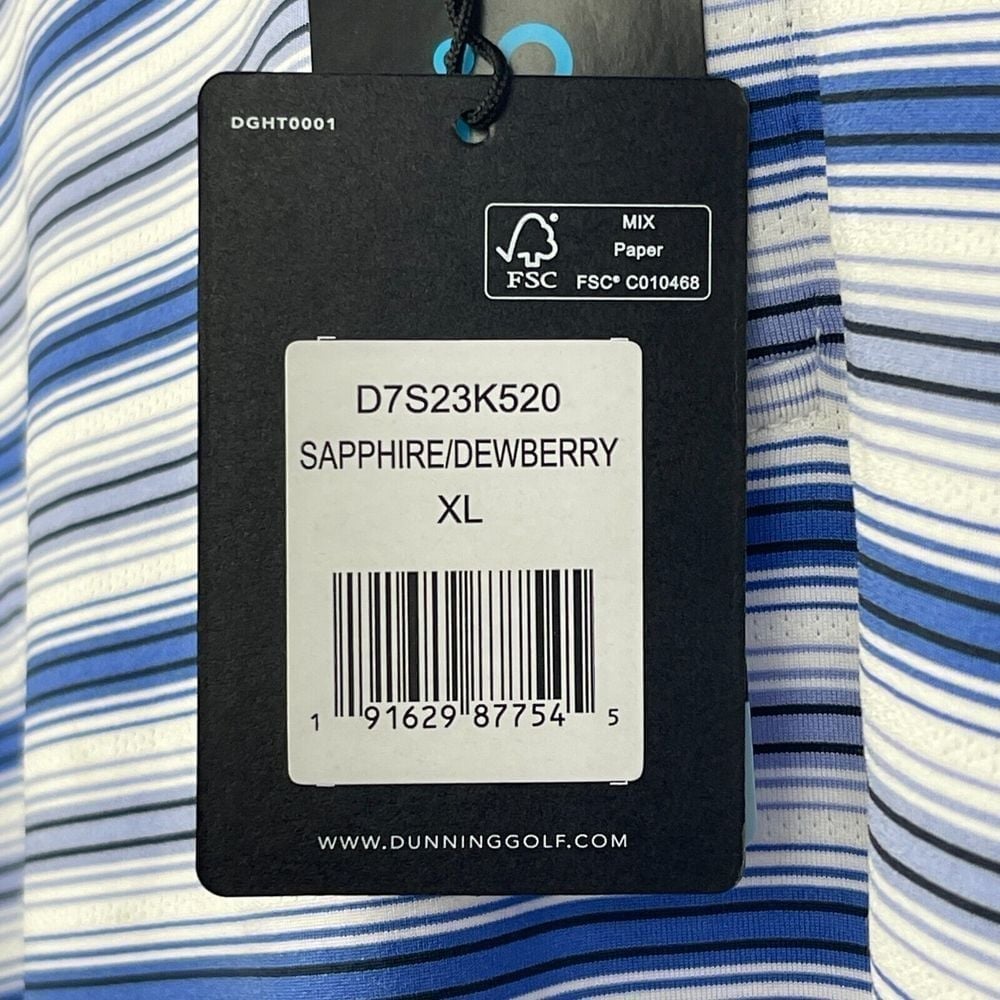 DGHT0001
MIX
Paper
FSC
FSC® C010468
D7S23K520
SAPPHIRE/DEWBERRY
XL
1 91629 87754 5
WWW.DUNNINGGOLF.COM